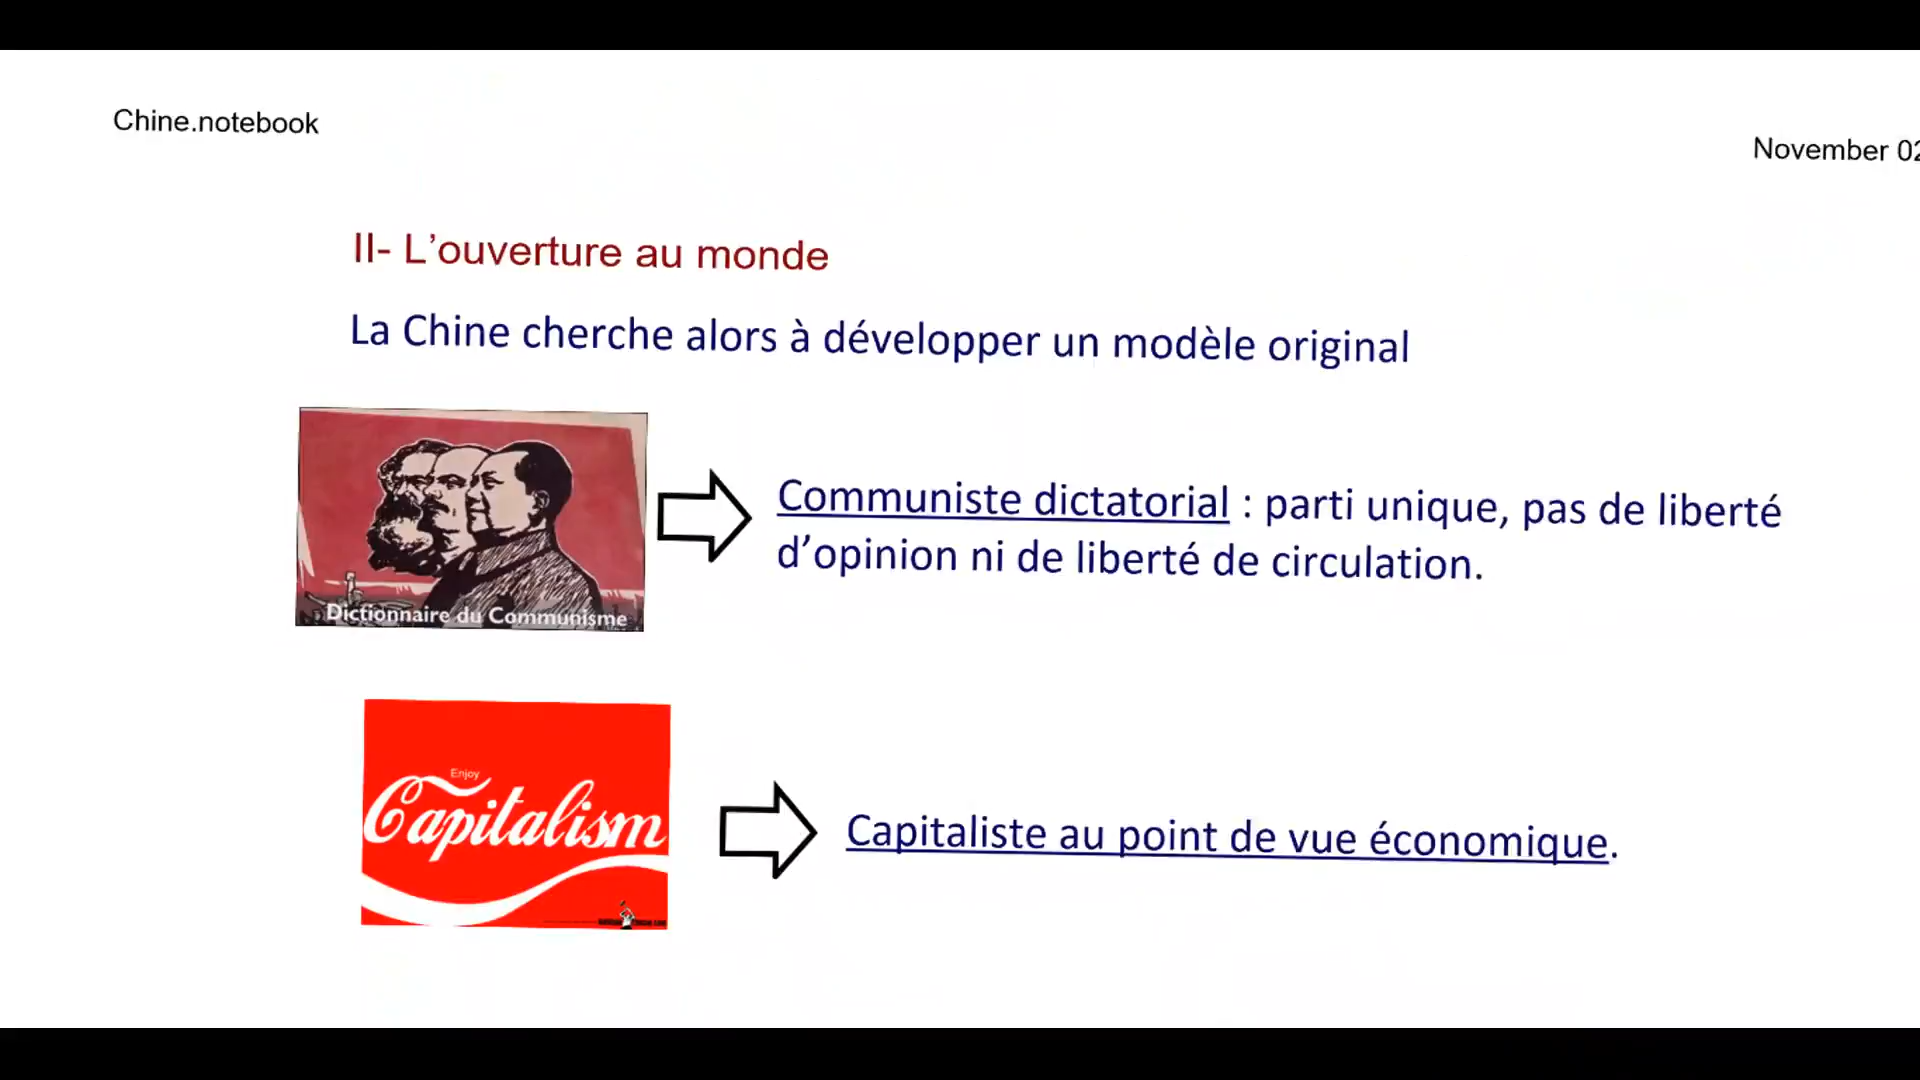 Chine.notebook
November 02
II- L’ouverture au monde
La Chine cherche alors à développer un modèle original
Communiste dictatorial : parti unique, pas de liberté
d’opinion ni de liberté de circulation.
Dictionnaire du Communisme
Enjoy
Capitalism
Capitaliste au point de vue économique.